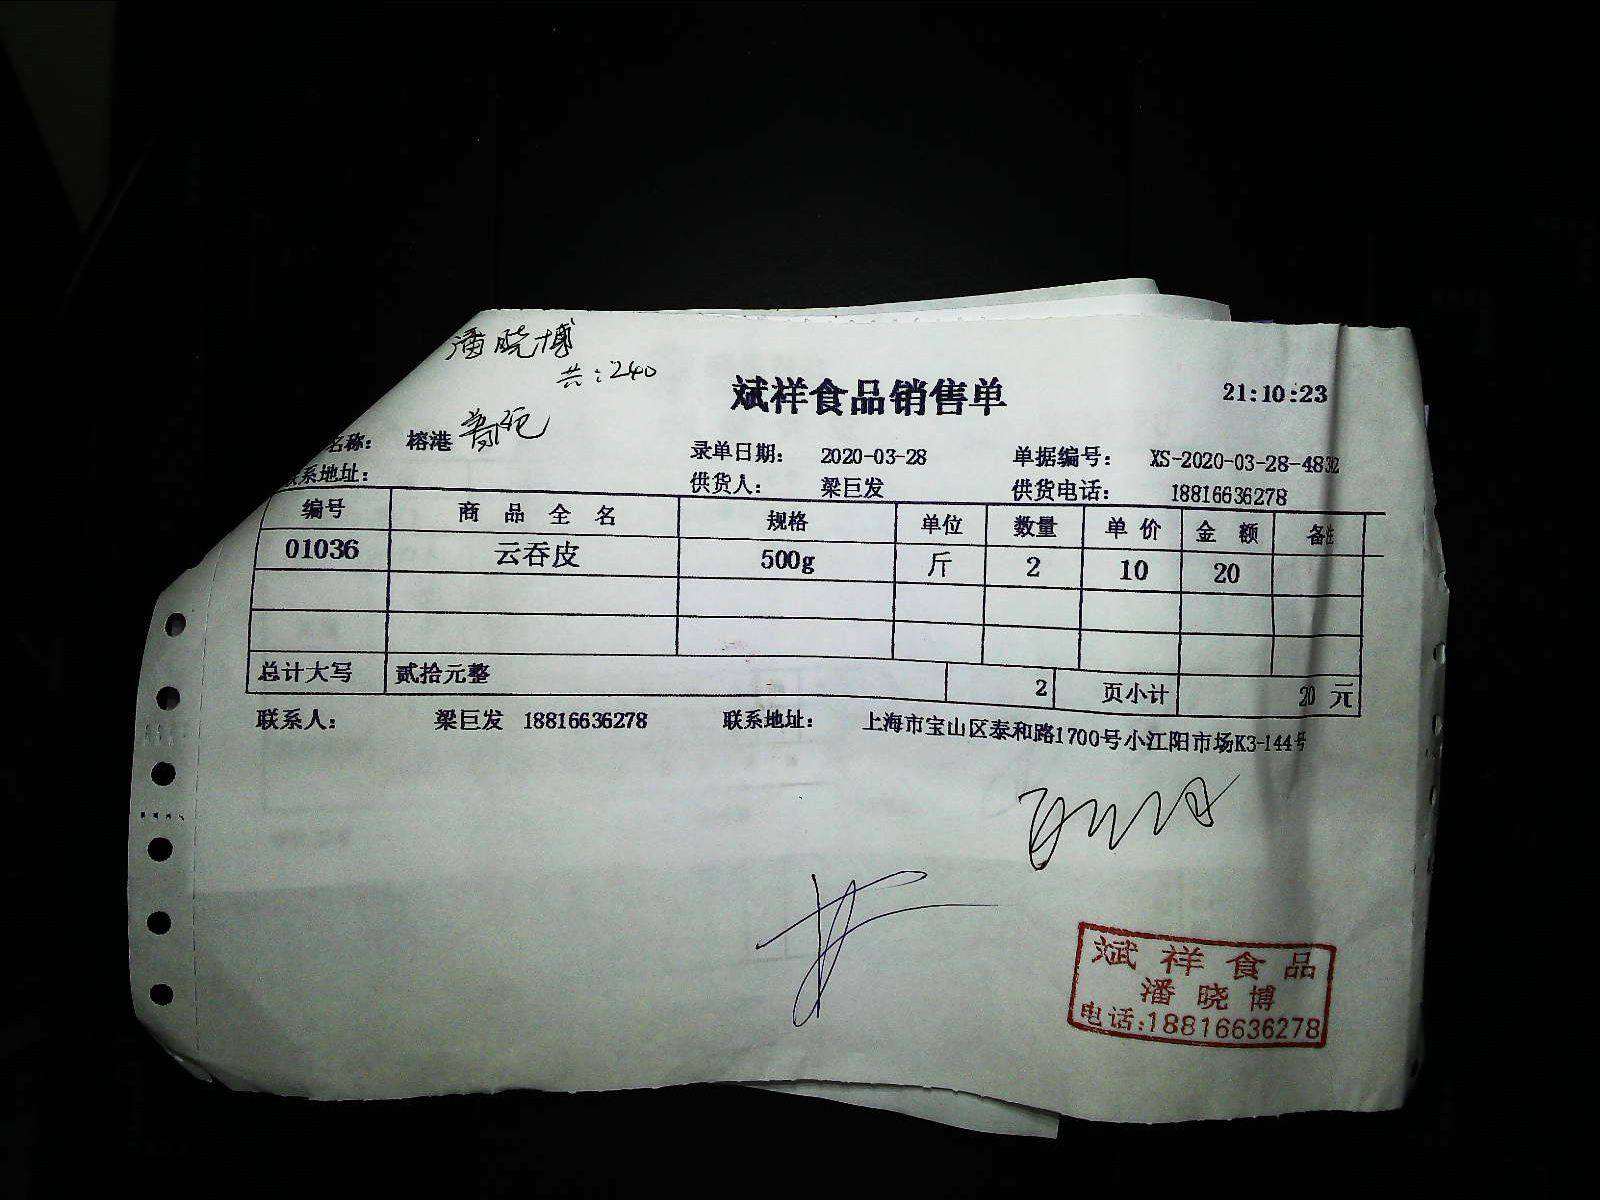 潘晓博
共:240
斌祥食品销售单 21:10:23
名称: 榕港
录单日期: 2020-03-28 单据编号: XS-2020-03-28-4832
系地址: 供货人: 梁巨发 供货电话: 18816636278
编号 商品全名 规格 单位 数量 单价 金额 备注
01036 云吞皮 500g 斤 2 10 20
总计大写 贰拾元整 2 页小计 20 元
联系人: 梁巨发 18816636278 联系地址: 上海市宝山区泰和路1700号小江阳市场K3-144号
斌祥食品
潘晓博
电话:18816636278